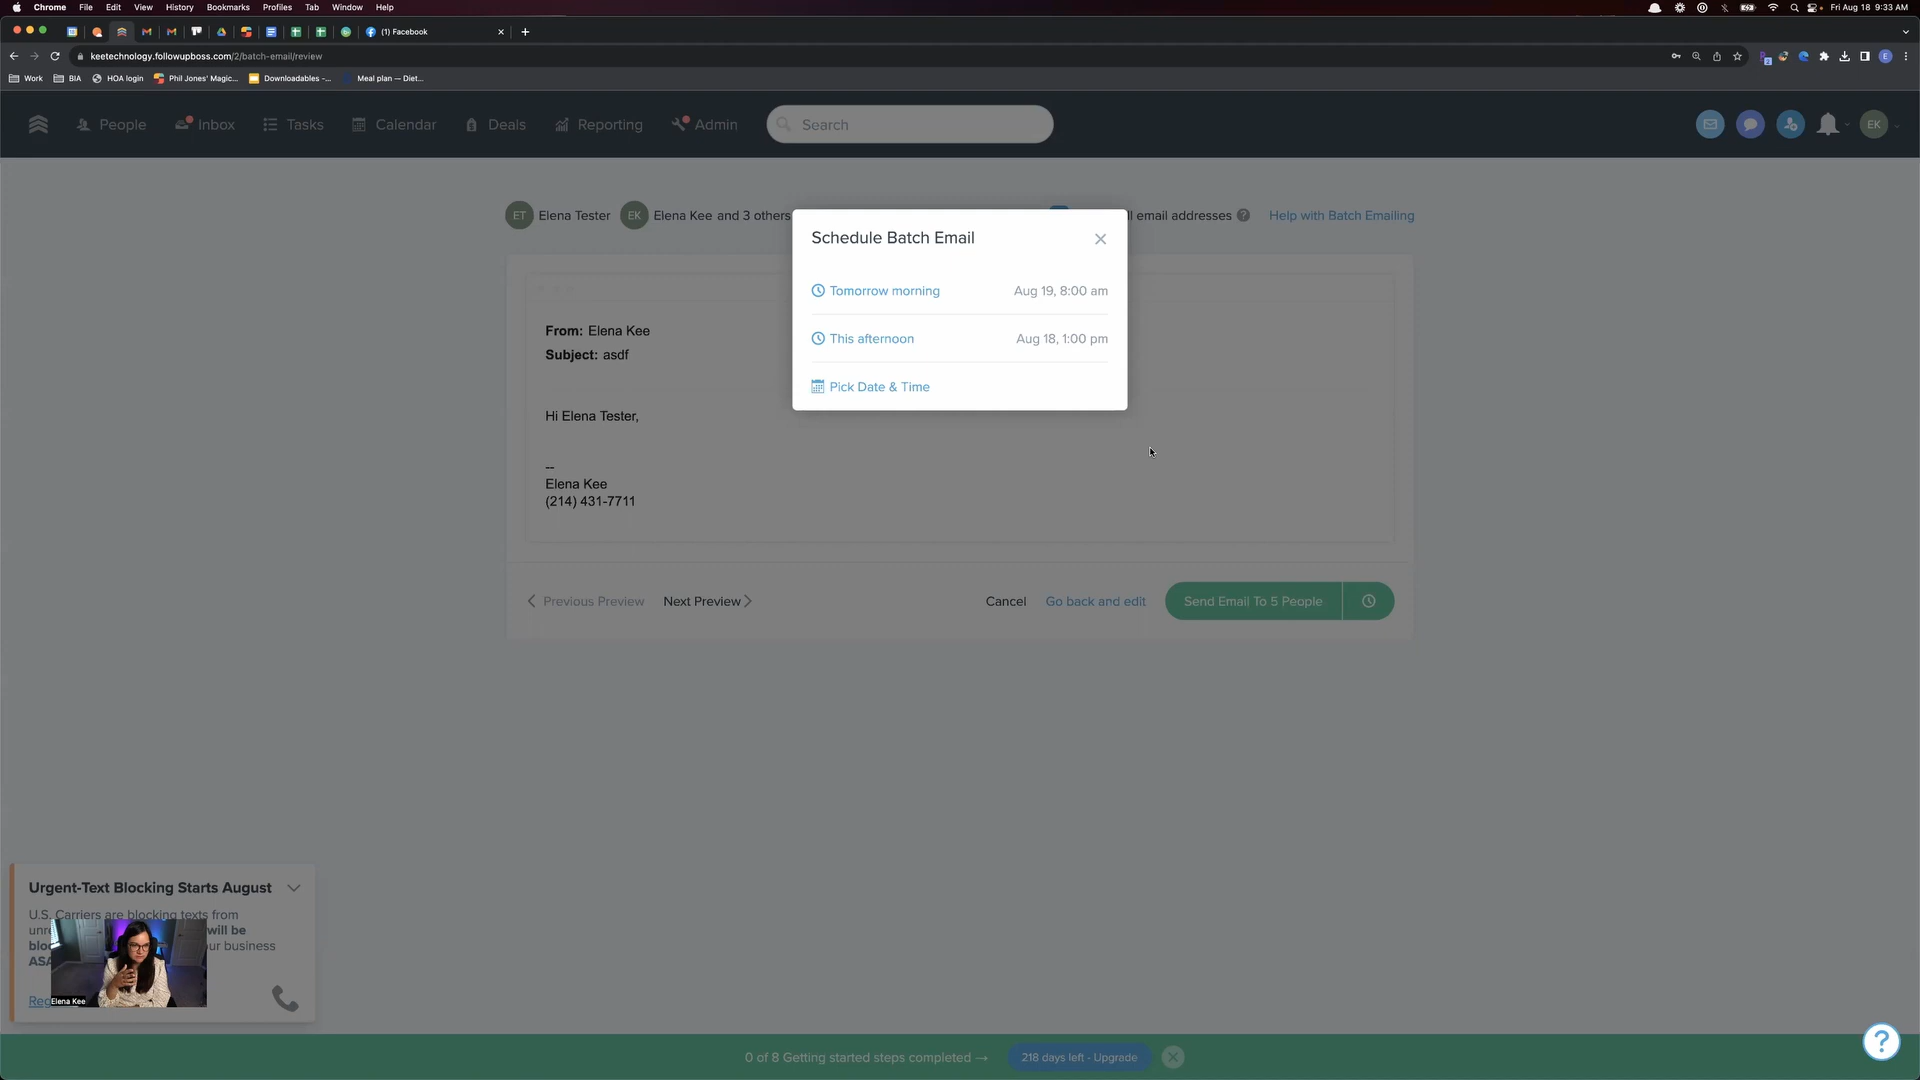 Chrome File Edit View History Bookmarks Profiles Tab Window Help
Fri Aug 18 9:33 AM
(1) Facebook
keetechnology.followupboss.com/2/batch-email/review
Work BIA HOA login Phil Jones' Magic... Downloadables -... Meal plan — Diet...
People Inbox Tasks Calendar Deals Reporting Admin Search EK
ET Elena Tester EK Elena Kee and 3 others
ll email addresses ? Help with Batch Emailing
Schedule Batch Email
Tomorrow morning Aug 19, 8:00 am
This afternoon Aug 18, 1:00 pm
Pick Date & Time
From: Elena Kee
Subject: asdf
Hi Elena Tester,
--
Elena Kee
(214) 431-7711
Previous Preview Next Preview Cancel Go back and edit Send Email To 5 People
Urgent-Text Blocking Starts August
U.S. Carriers are blocking texts from
will be
business
Elena Kee
0 of 8 Getting started steps completed →
218 days left - Upgrade
?